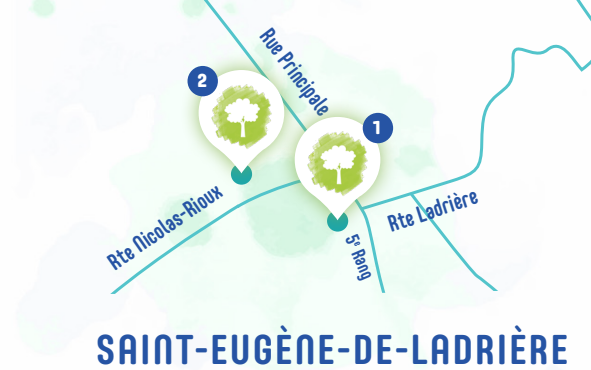 Rue Principale
2
1
Rte Nicolas-Rioux
Rte Ladrière
5e Rang
SAINT-EUGÈNE-DE-LADRIÈRE